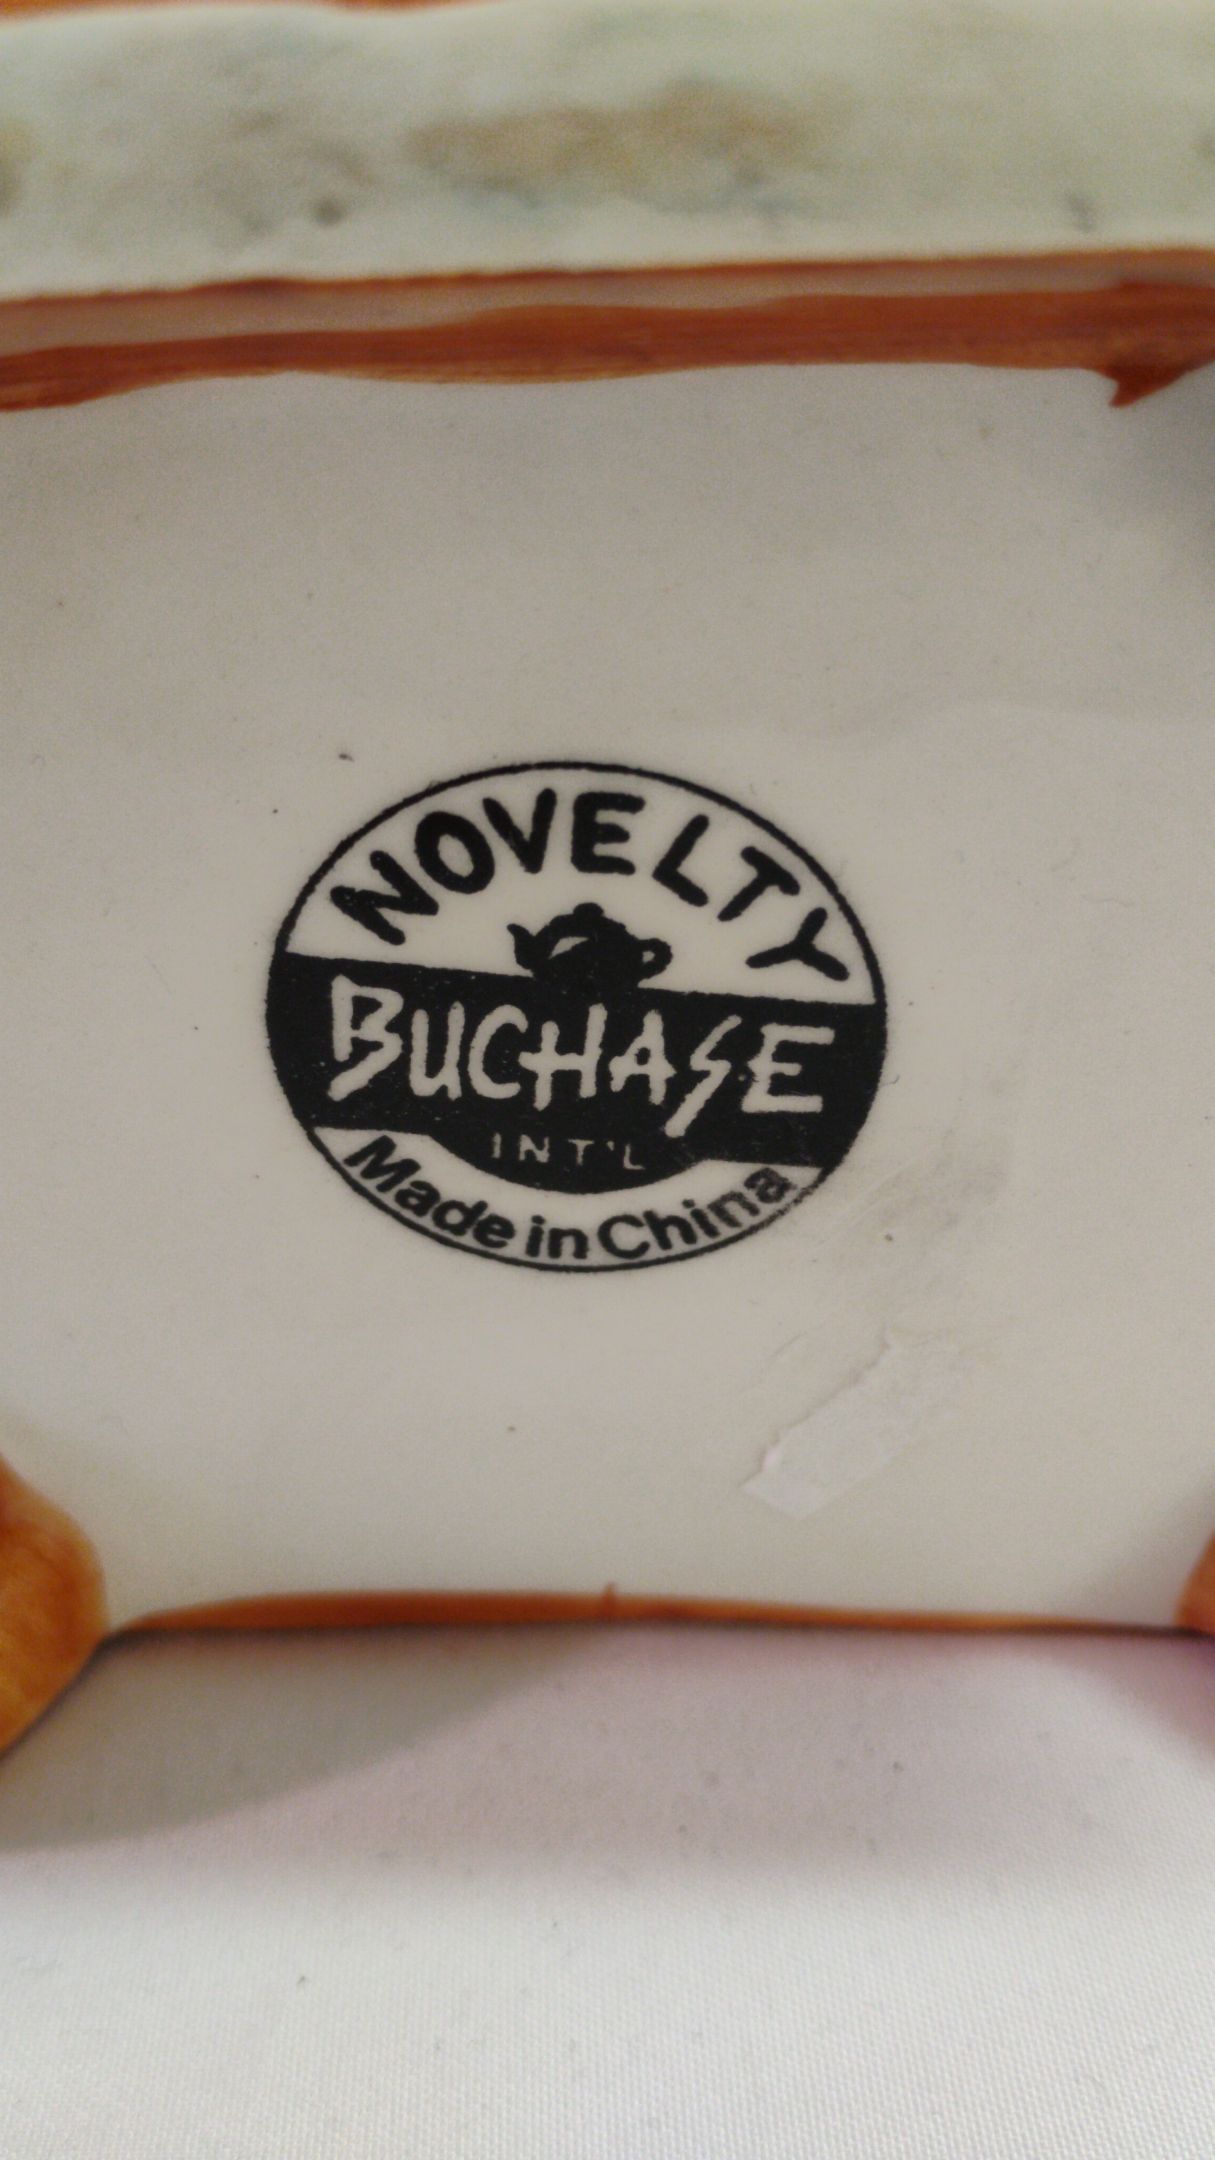 NOVELTY
BUCHASE
INT'L
Made in China